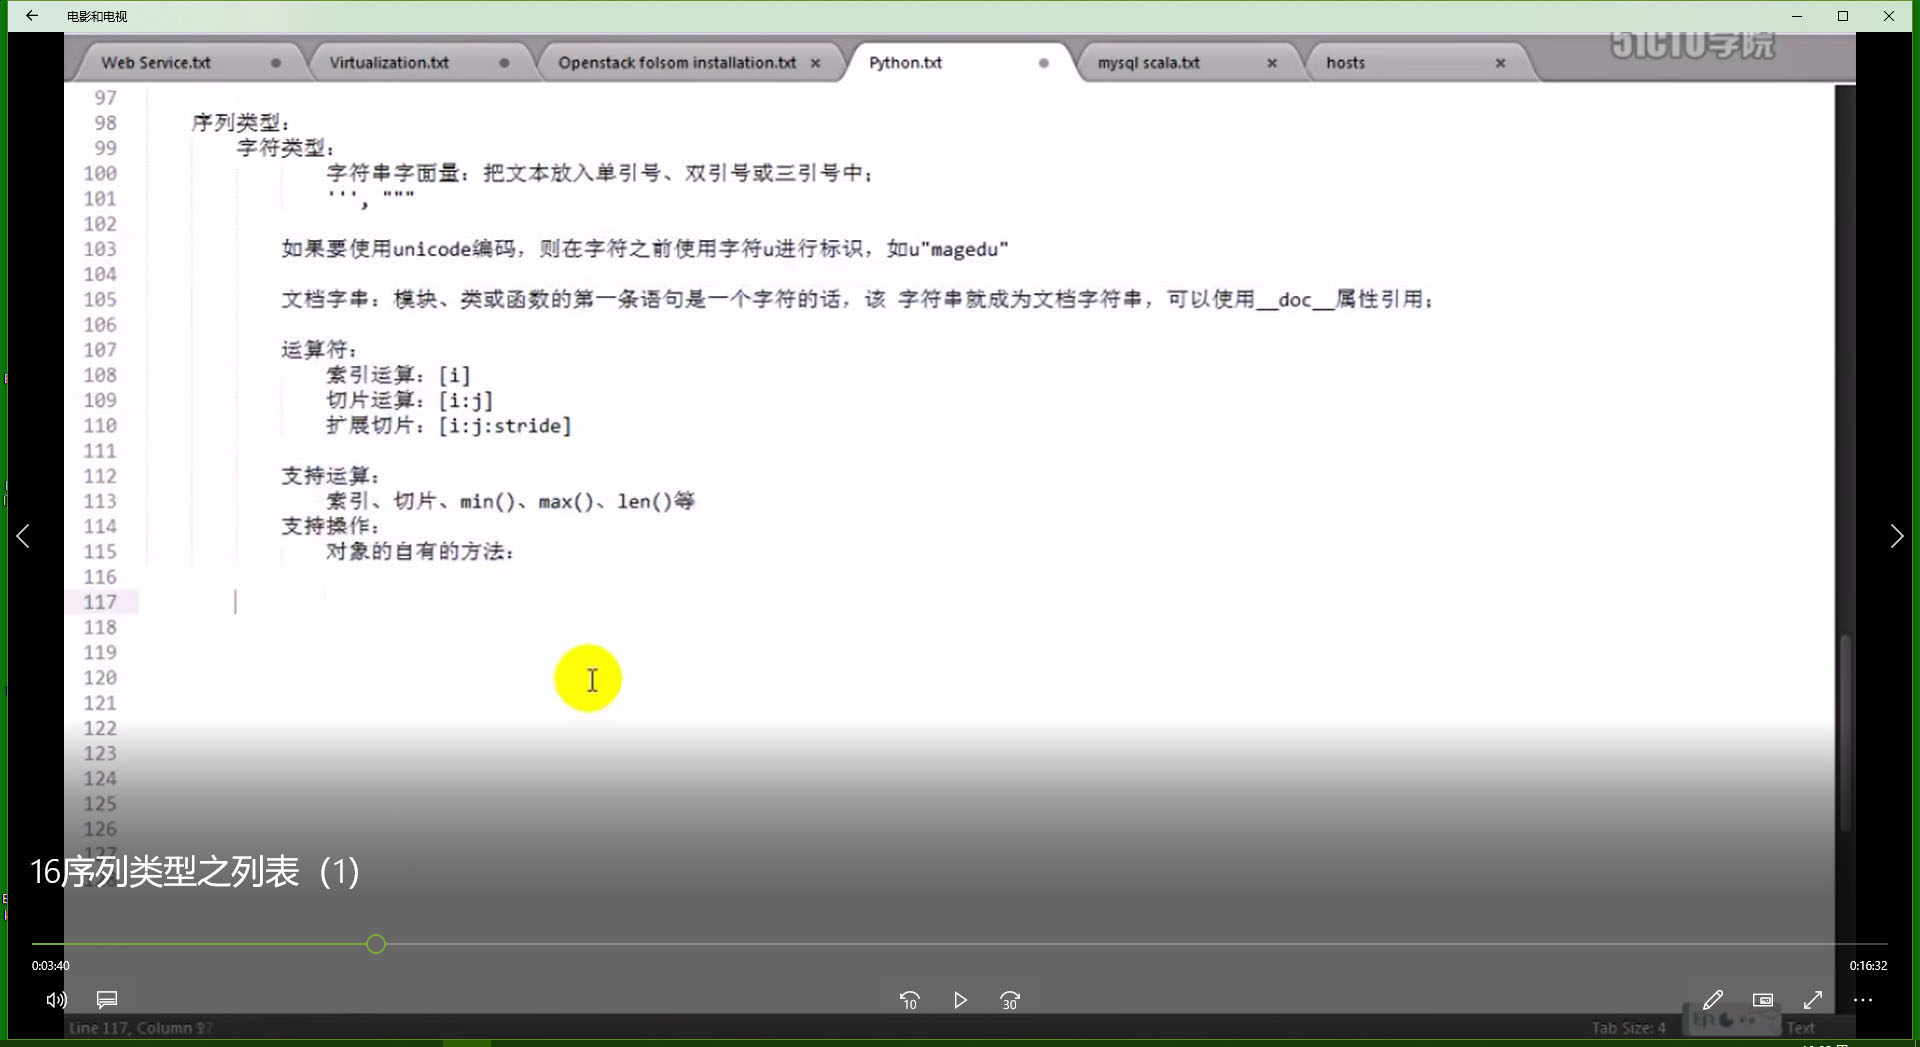 电影和电视
51CTO学院
Web Service.txt
Virtualization.txt
Openstack folsom installation.txt
Python.txt
mysql scala.txt
hosts
97
98 序列类型:
99 字符类型:
100 字符串字面量: 把文本放入单引号、双引号或三引号中;
101 ''', """
102
103 如果要使用unicode编码, 则在字符之前使用字符u进行标识, 如u"magedu"
104
105 文档字串: 模块、类或函数的第一条语句是一个字符的话, 该 字符串就成为文档字符串, 可以使用__doc__属性引用;
106
107 运算符:
108 索引运算: [i]
109 切片运算: [i:j]
110 扩展切片: [i:j:stride]
111
112 支持运算:
113 索引、切片、min()、max()、len()等
114 支持操作:
115 对象的自有的方法:
116
117
118
119
120
121
122
123
124
125
126
127
16序列类型之列表 (1)
0:03:40
0:16:32
10
30
Line 117, Column 97
Tab Size: 4
Text